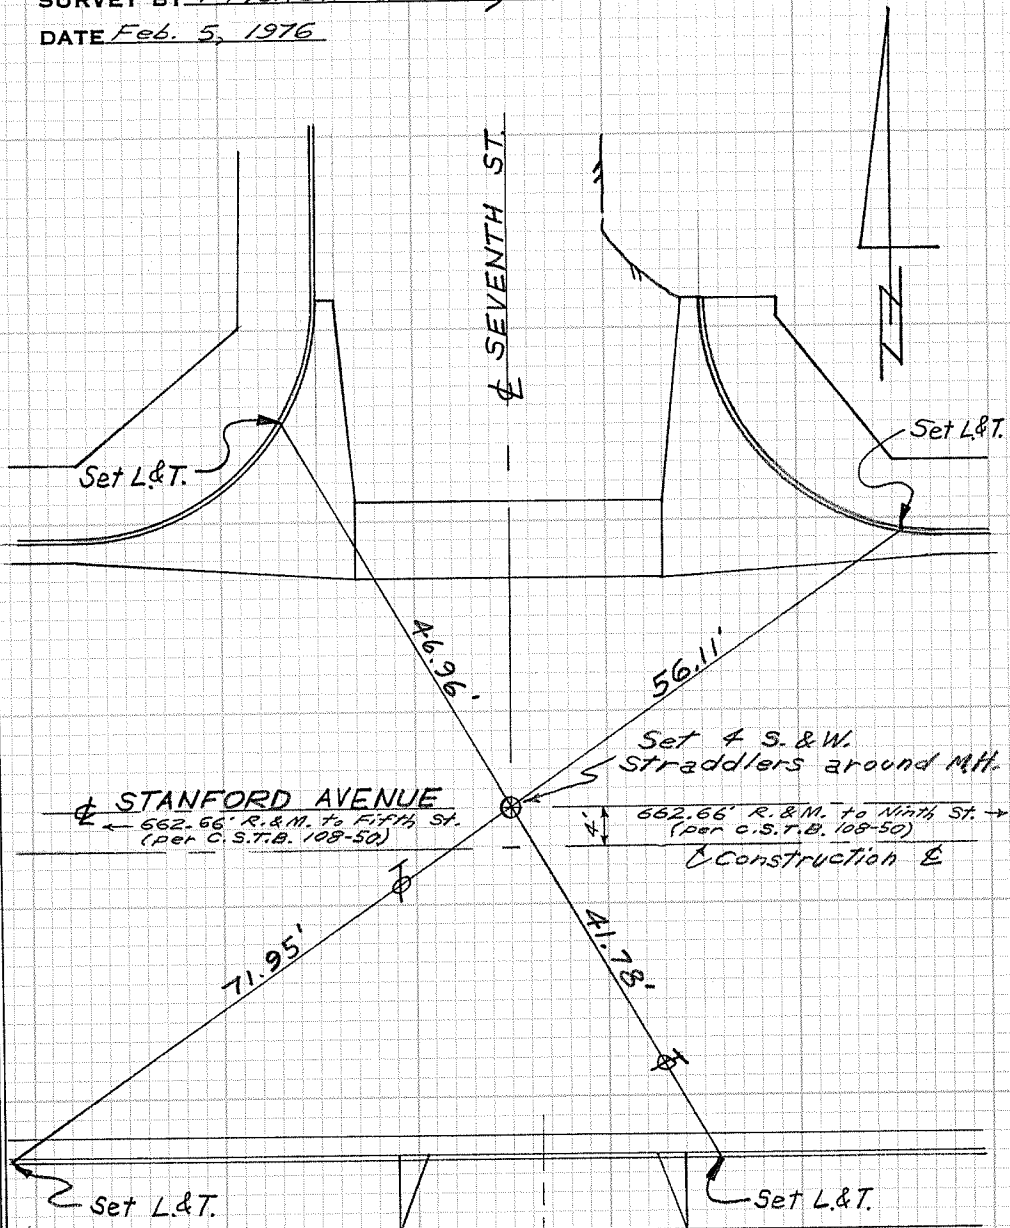 SURVEY BY
DATE Feb. 5, 1976
℄ SEVENTH ST.
Set L.&T.
Set L.&T.
46.96'
56.11'
Set 4 S.&W.
Straddlers around M.H.
℄ STANFORD AVENUE
← 662.66' R.&M. to Fifth St.
(per C.S.T.B. 108-50)
4'
662.66' R.&M. to Ninth St. →
(per C.S.T.B. 108-50)
Construction ℄
71.95'
41.78'
Set L.&T.
Set L.&T.